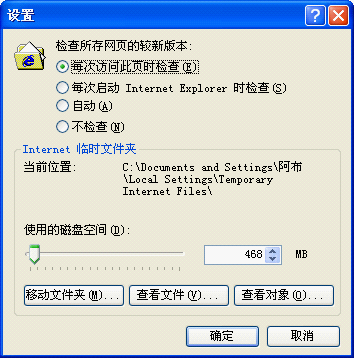 设置
检查所存网页的较新版本:
每次访问此页时检查(E)
每次启动 Internet Explorer 时检查(S)
自动(A)
不检查(N)
Internet 临时文件夹
当前位置: C:\Documents and Settings\阿布
\Local Settings\Temporary
Internet Files\
使用的磁盘空间(D):
468 MB
移动文件夹(M)... 查看文件(V)... 查看对象(O)...
确定 取消